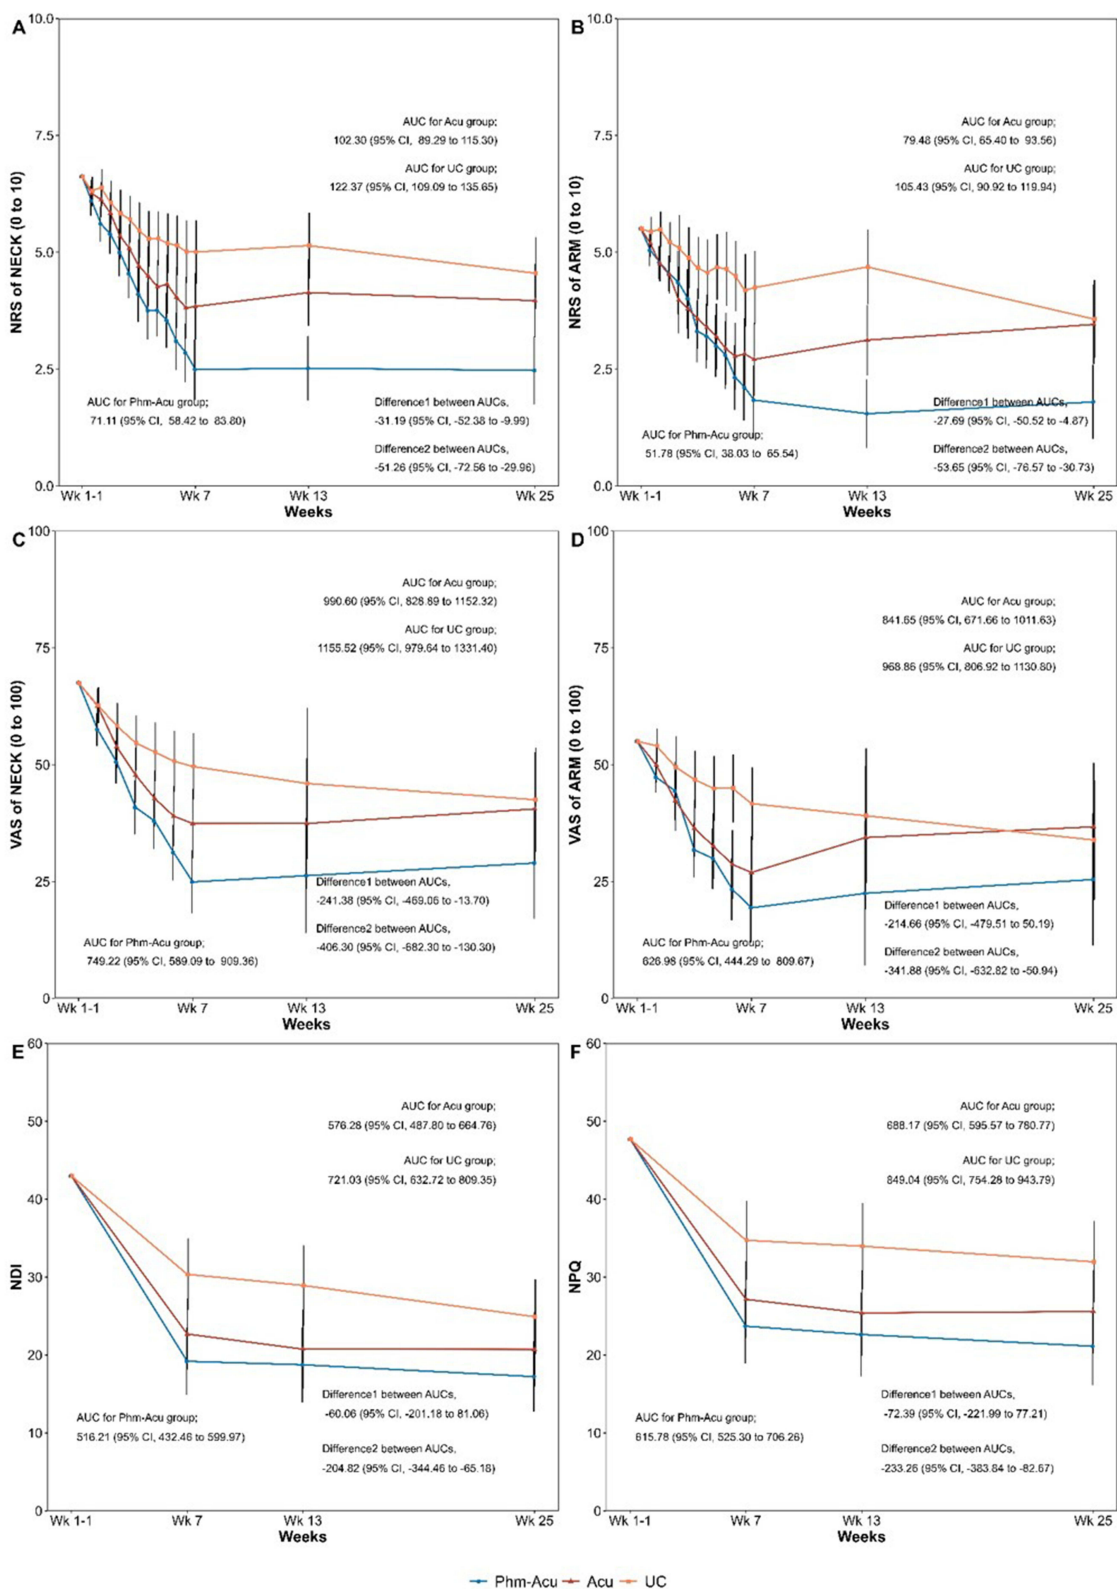 A
10.0
7.5
5.0
2.5
0.0
NRS of NECK (0 to 10)
AUC for Acu group;
102.30 (95% CI, 89.29 to 115.30)
AUC for UC group;
122.37 (95% CI, 109.09 to 135.65)
AUC for Phm-Acu group;
71.11 (95% CI, 58.42 to 83.80)
Difference1 between AUCs,
-31.19 (95% CI, -52.38 to -9.99)
Difference2 between AUCs,
-51.26 (95% CI, -72.56 to -29.96)
Wk 1-1
Wk 7
Wk 13
Wk 25
Weeks
B
10.0
7.5
5.0
2.5
0.0
NRS of ARM (0 to 10)
AUC for Acu group;
79.48 (95% CI, 65.40 to 93.56)
AUC for UC group;
105.43 (95% CI, 90.92 to 119.94)
AUC for Phm-Acu group;
51.78 (95% CI, 38.03 to 65.54)
Difference1 between AUCs,
-27.69 (95% CI, -50.52 to -4.87)
Difference2 between AUCs,
-53.65 (95% CI, -76.57 to -30.73)
Wk 1-1
Wk 7
Wk 13
Wk 25
Weeks
C
100
75
50
25
0
VAS of NECK (0 to 100)
AUC for Acu group;
990.60 (95% CI, 828.89 to 1152.32)
AUC for UC group;
1155.52 (95% CI, 979.64 to 1331.40)
Difference1 between AUCs,
-241.38 (95% CI, -469.06 to -13.70)
Difference2 between AUCs,
-406.30 (95% CI, -682.30 to -130.30)
AUC for Phm-Acu group;
749.22 (95% CI, 589.09 to 909.36)
Wk 1-1
Wk 7
Wk 13
Wk 25
Weeks
D
100
75
50
25
0
VAS of ARM (0 to 100)
AUC for Acu group;
841.65 (95% CI, 671.66 to 1011.63)
AUC for UC group;
968.86 (95% CI, 806.92 to 1130.80)
Difference1 between AUCs,
-214.66 (95% CI, -479.51 to 50.19)
Difference2 between AUCs,
-341.88 (95% CI, -632.82 to -50.94)
AUC for Phm-Acu group;
626.98 (95% CI, 444.29 to 809.67)
Wk 1-1
Wk 7
Wk 13
Wk 25
Weeks
E
60
50
40
30
20
10
0
NDI
AUC for Acu group;
576.28 (95% CI, 487.80 to 664.76)
AUC for UC group;
721.03 (95% CI, 632.72 to 809.35)
Difference1 between AUCs,
-60.06 (95% CI, -201.18 to 81.06)
Difference2 between AUCs,
-204.82 (95% CI, -344.46 to -65.18)
AUC for Phm-Acu group;
516.21 (95% CI, 432.46 to 599.97)
Wk 1-1
Wk 7
Wk 13
Wk 25
Weeks
F
60
50
40
30
20
10
0
NPQ
AUC for Acu group;
688.17 (95% CI, 595.57 to 780.77)
AUC for UC group;
849.04 (95% CI, 754.28 to 943.79)
Difference1 between AUCs,
-72.39 (95% CI, -221.99 to 77.21)
Difference2 between AUCs,
-233.26 (95% CI, -383.84 to -82.67)
AUC for Phm-Acu group;
615.78 (95% CI, 525.30 to 706.26)
Wk 1-1
Wk 7
Wk 13
Wk 25
Weeks
Phm-Acu Acu UC